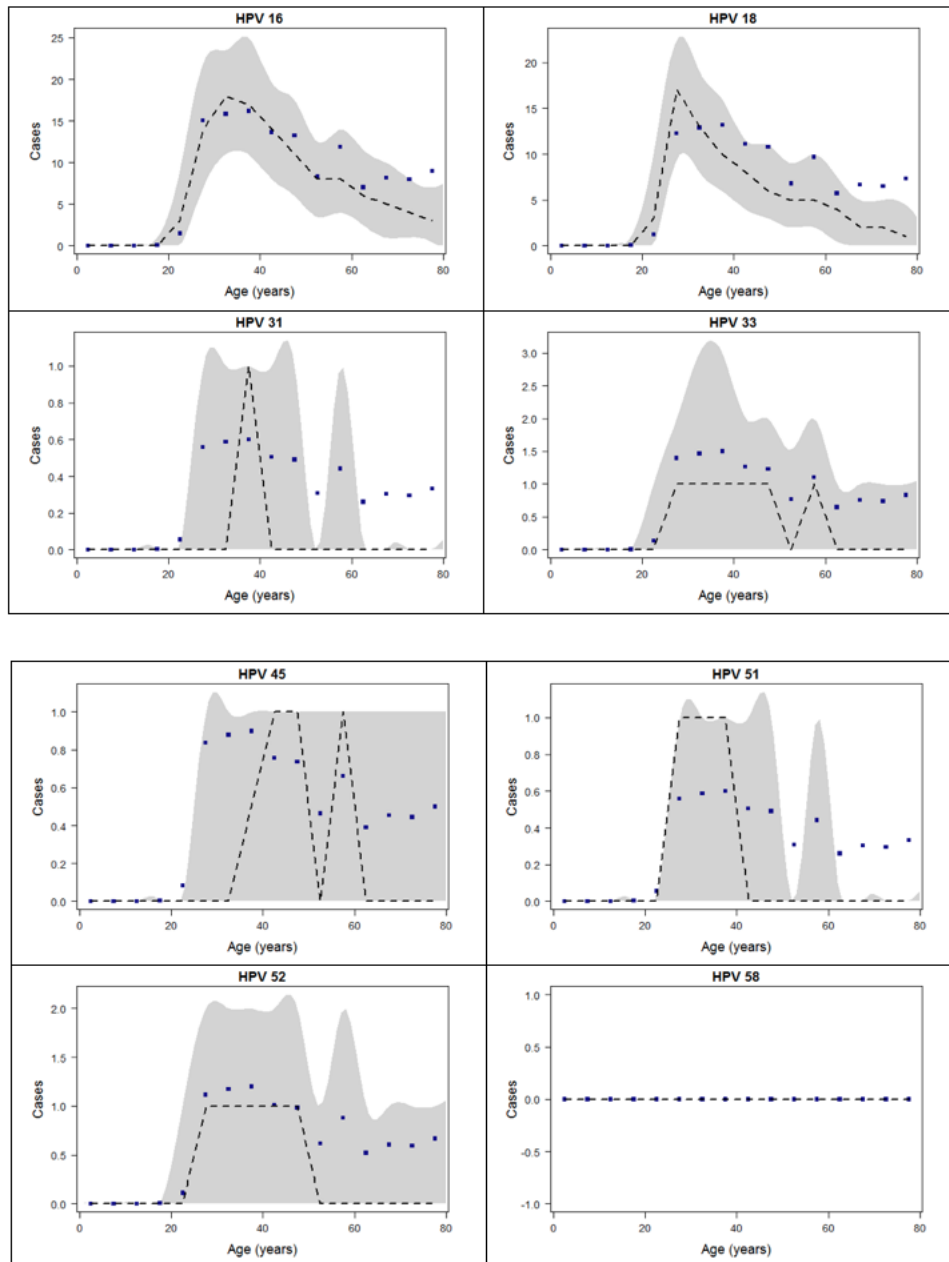 HPV 16
25
20
15
10
5
0
Cases
0 20 40 60 80
Age (years)
HPV 18
20
15
10
5
0
Cases
0 20 40 60 80
Age (years)
HPV 31
1.0
0.8
0.6
0.4
0.2
0.0
Cases
0 20 40 60 80
Age (years)
HPV 33
3.0
2.5
2.0
1.5
1.0
0.5
0.0
Cases
0 20 40 60 80
Age (years)
HPV 45
1.0
0.8
0.6
0.4
0.2
0.0
Cases
0 20 40 60 80
Age (years)
HPV 51
1.0
0.8
0.6
0.4
0.2
0.0
Cases
0 20 40 60 80
Age (years)
HPV 52
2.0
1.5
1.0
0.5
0.0
Cases
0 20 40 60 80
Age (years)
HPV 58
1.0
0.5
0.0
-0.5
-1.0
Cases
0 20 40 60 80
Age (years)